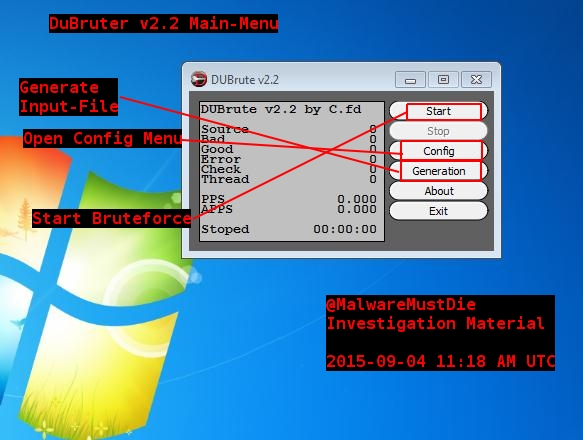 DuBruter v2.2 Main-Menu
DUBrute v2.2
Generate
Input-File
Open Config Menu
Start Bruteforce
DUBrute v2.2 by C.fd
Source 0
Bad 0
Good 0
Error 0
Check 0
Thread 0
PPS 0.000
APPS 0.000
Stoped 00:00:00
Start
Stop
Config
Generation
About
Exit
@MalwareMustDie
Investigation Material
2015-09-04 11:18 AM UTC